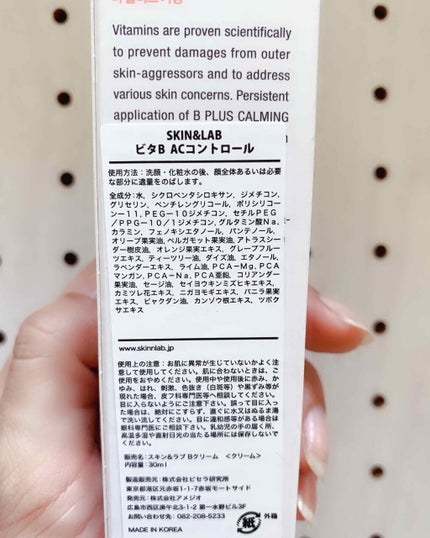 Vitamins are proven scientifically
to prevent damages from outer
skin-aggressors and to address
various skin concerns. Persistent
application of B PLUS CALMING
SKIN&LAB
ビタB ACコントロール
使用方法：洗顔・化粧水の後、顔全体あるいは必要
な部分に適量をのばします。
全成分：水、シクロペンタシロキサン、ジメチコン、
グリセリン、ペンチレングリコール、ポリシリコ
ーン－11、PEG－10ジメチコン、セチルPEG
／PPG－10／1ジメチコン、グルタミン酸Na、
カラミン、フェノキシエタノール、パンテノール、
オリーブ果実油、ベルガモット果実油、アトラスシー
ダー樹皮油、オレンジ果実エキス、グレープフルー
ツエキス、ティーツリー油、ダイズ油、エタノール、
ラベンダーエキス、ライム油、PCA－Mg、PCA
マンガン、PCA－Na、PCA亜鉛、コリアンダー
果実油、セージ油、セイヨウキンミズヒキエキス、
カミツレ花エキス、ニガヨモギエキス、バニラ果実
エキス、ビャクダン油、カンゾウ根エキス、ツボク
サエキス
www.skinnlab.jp
使用上の注意：お肌に異常が生じていないかよく注
意して使用してください。肌に合わないときは、ご
使用をおやめください。使用中や使用後に赤み、か
ゆみ、はれ、刺激、色抜き（白斑等）や黒ずみ等が
現れた場合、皮フ科専門医等へ相談してください。
目に入らないようにご注意下さい。誤って目に入っ
た場合は、絶対にこすらず、直ぐに水又はぬるま湯
で洗い流してください。目に違和感等がある場合は
眼科専門医にご相談下さい。乳幼児の手の届く所、
高温多湿や直射日光の当たる場所には保存しないで
ください。
販売名：スキン&ラブ Bクリーム 〈クリーム〉
内容量：30ml
製造販売元：株式会社ビセラ研究所
東京都港区元赤坂1-1-7赤坂モートサイド
発売元：株式会社アメジオ
広島市西区庚午北3-1-2 第一水野ビル3F
お問い合わせ先：082-208-5233
MADE IN KOREA
紙
外箱